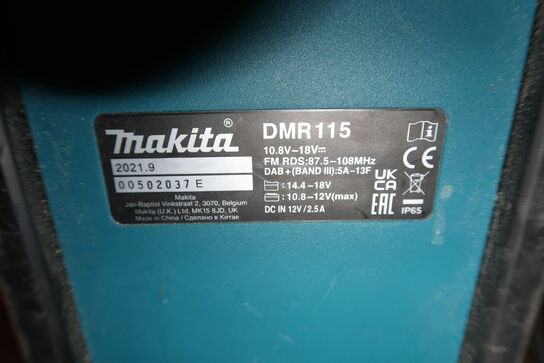 makita®
2021.9
00502037 E
Makita
Jan-Baptist Vinkstraat 2, 3070, Belgium
Makita (U.K.) Ltd, MK15 8JD, UK
Made in China / Сделано в Китае
DMR115
10.8V–18V⎓
FM RDS:87.5–108MHz
DAB+(BAND III):5A–13F
:14.4–18V
:10.8–12V(max)
DC IN 12V/2.5A
i
CE
UK
CA
EAC
IP65